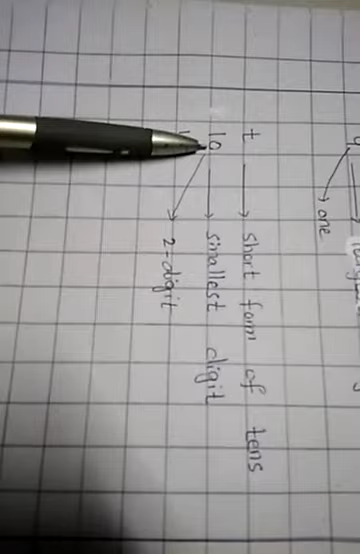 → one
t → short form of tens
10 → smallest digit
→ 2-digit